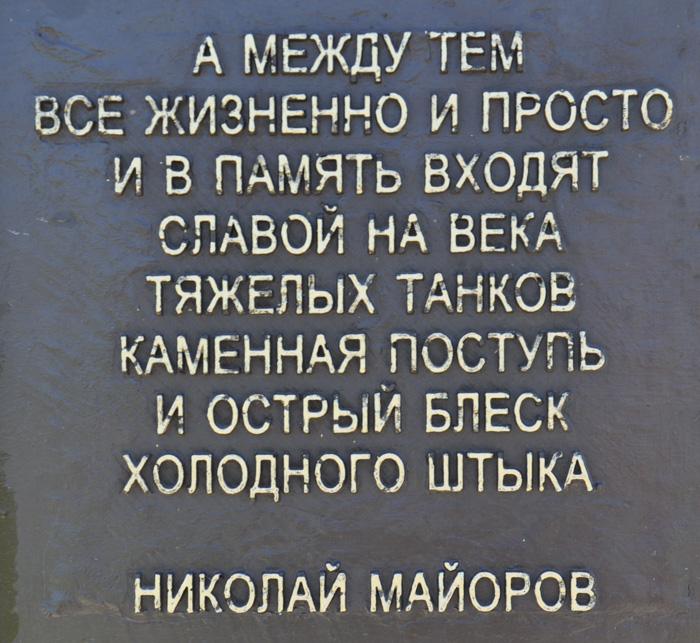 А МЕЖДУ ТЕМ
ВСЕ ЖИЗНЕННО И ПРОСТО
И В ПАМЯТЬ ВХОДЯТ
СЛАВОЙ НА ВЕКА
ТЯЖЕЛЫХ ТАНКОВ
КАМЕННАЯ ПОСТУПЬ
И ОСТРЫЙ БЛЕСК
ХОЛОДНОГО ШТЫКА.
НИКОЛАЙ МАЙОРОВ